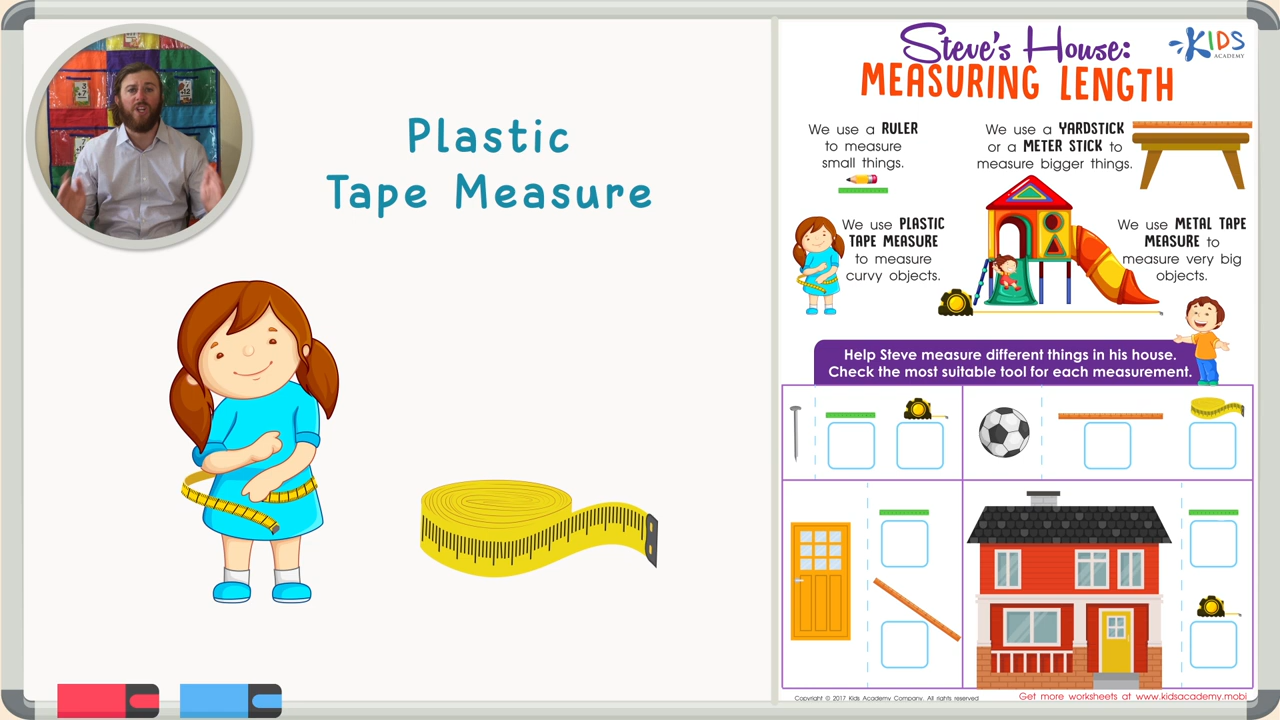 Plastic
Tape Measure
Steve's House:
MEASURING LENGTH
KIDS
ACADEMY
We use a RULER
to measure
small things.
We use a YARDSTICK
or a METER STICK to
measure bigger things.
We use PLASTIC
TAPE MEASURE
to measure
curvy objects.
We use METAL TAPE
MEASURE to
measure very big
objects.
Help Steve measure different things in his house.
Check the most suitable tool for each measurement.
Copyright © 2017 Kids Academy Company. All rights reserved
Get more worksheets at www.kidsacademy.mobi